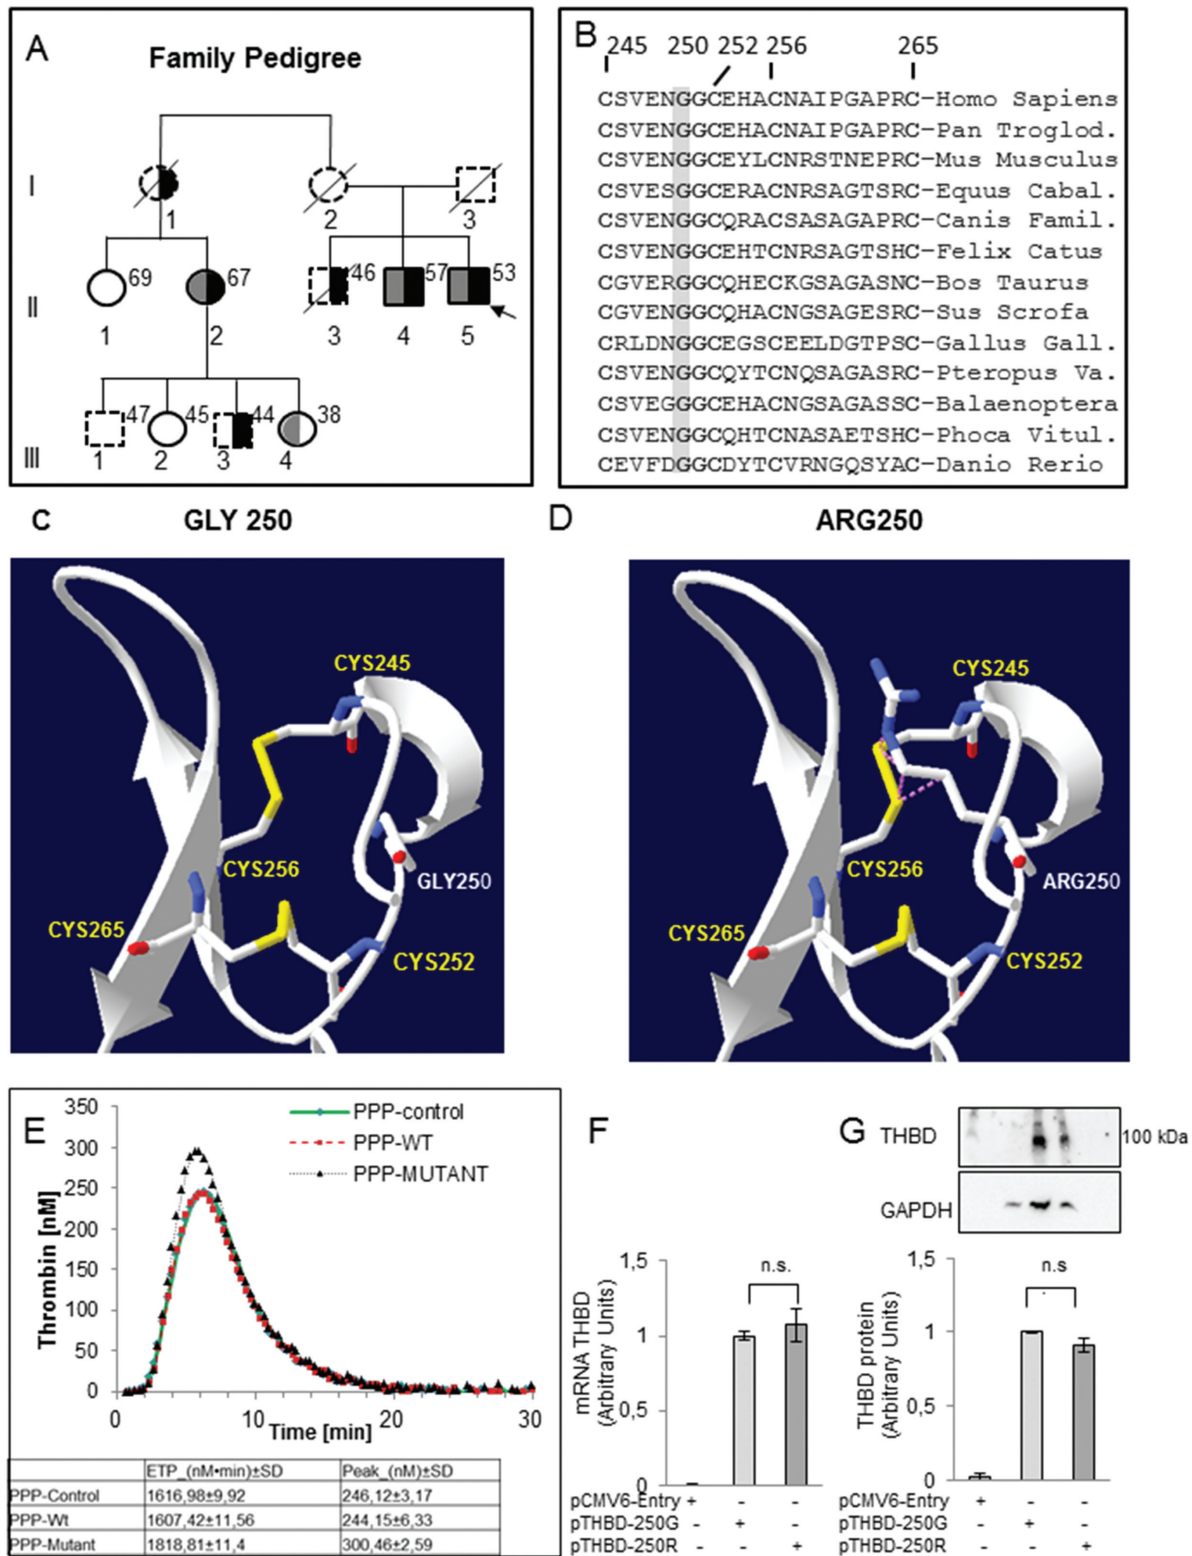 A
Family Pedigree
I
1
2
3
69
67
46
57
53
II
1
2
3
4
5
47
45
44
38
III
1
2
3
4
B
245 250 252 256 265
CSVENGGCEHACNAIPGAPRC-Homo Sapiens
CSVENGGCEHACNAIPGAPRC-Pan Troglod.
CSVENGGCEYLCNRSTNEPRC-Mus Musculus
CSVESGGCERACNRSAGTSRC-Equus Cabal.
CSVENGGCQRACSASAGAPRC-Canis Famil.
CSVENGGCEHTCNRSAGTSHC-Felix Catus
CGVERGGCQHECKGSAGASNC-Bos Taurus
CGVENGGCQHACNGSAGESRC-Sus Scrofa
CRLDNGGCEGSCEELDGTPSC-Gallus Gall.
CSVENGGCQYTCNQSAGASRC-Pteropus Va.
CSVEGGGCEHACNGSAGASSC-Balaenoptera
CSVENGGCQHTCNASAETSHC-Phoca Vitul.
CEVFDGGCDYTCVRNGQSYAC-Danio Rerio
C
GLY 250
CYS245
CYS256
GLY250
CYS265
CYS252
D
ARG250
CYS245
CYS256
ARG250
CYS265
CYS252
E
350
300
250
200
150
100
50
0
Thrombin [nM]
PPP-control
PPP-WT
PPP-MUTANT
0 10 20 30
Time [min]
ETP_(nM•min)±SD Peak_(nM)±SD
PPP-Control 1616,98±9,92 246,12±3,17
PPP-Wt 1607,42±11,56 244,15±6,33
PPP-Mutant 1818,81±11,4 300,46±2,59
F
1,5
1
0,5
0
mRNA THBD
(Arbitrary Units)
n.s.
pCMV6-Entry + - -
pTHBD-250G - + -
pTHBD-250R - - +
G
THBD
100 kDa
GAPDH
1,5
1
0,5
0
THBD protein
(Arbitrary Units)
n.s
pCMV6-Entry + - -
pTHBD-250G - + -
pTHBD-250R - - +